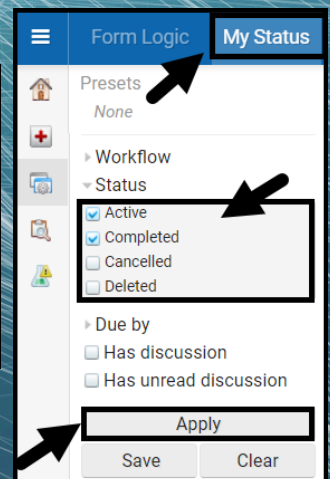 Form Logic My Status
Presets
None
Workflow
Status
Active
Completed
Cancelled
Deleted
Due by
Has discussion
Has unread discussion
Apply
Save Clear